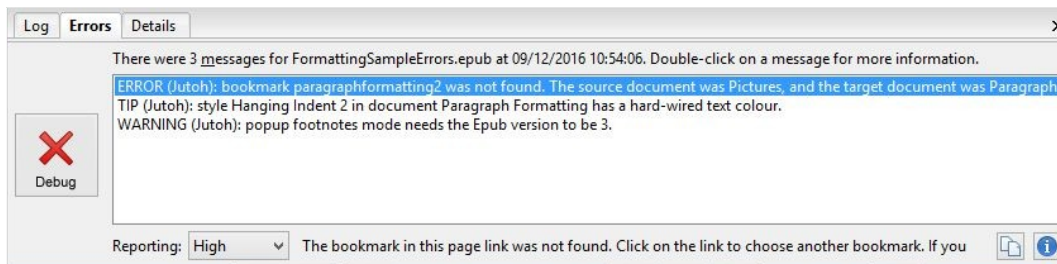 Log Errors Details
There were 3 messages for FormattingSampleErrors.epub at 09/12/2016 10:54:06. Double-click on a message for more information.
ERROR (Jutoh): bookmark paragraphformatting2 was not found. The source document was Pictures, and the target document was Paragraph
TIP (Jutoh): style Hanging Indent 2 in document Paragraph Formatting has a hard-wired text colour.
WARNING (Jutoh): popup footnotes mode needs the Epub version to be 3.
Debug
Reporting: High The bookmark in this page link was not found. Click on the link to choose another bookmark. If you